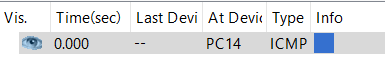 Vis. Time(sec) Last Devi At Devic Type Info
0.000 -- PC14 ICMP